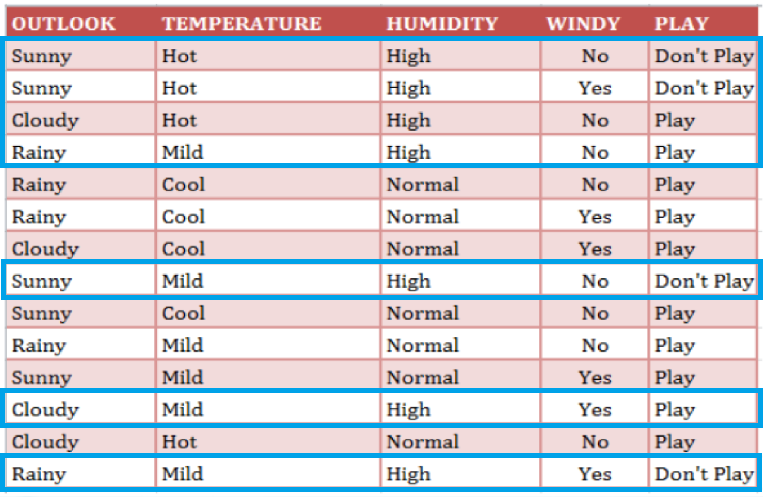 OUTLOOK TEMPERATURE HUMIDITY WINDY PLAY
Sunny Hot High No Don't Play
Sunny Hot High Yes Don't Play
Cloudy Hot High No Play
Rainy Mild High No Play
Rainy Cool Normal No Play
Rainy Cool Normal Yes Play
Cloudy Cool Normal Yes Play
Sunny Mild High No Don't Play
Sunny Cool Normal No Play
Rainy Mild Normal No Play
Sunny Mild Normal Yes Play
Cloudy Mild High Yes Play
Cloudy Hot Normal No Play
Rainy Mild High Yes Don't Play